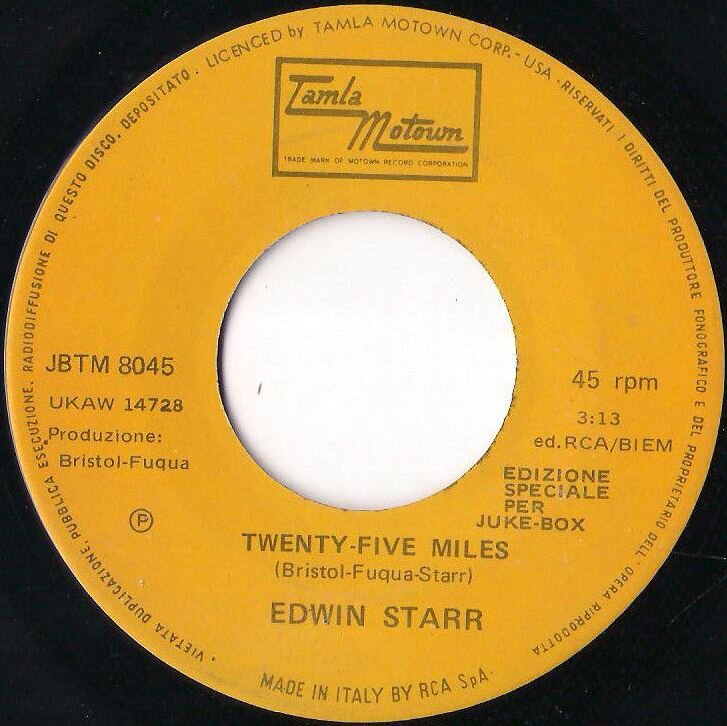 LICENCED by TAMLA MOTOWN CORP. - USA - RISERVATI I DIRITTI DEL PRODUTTORE FONOGRAFICO E DEL PROPRIETARIO DELL' OPERA RIPRODOTTA
VIETATA DUPLICAZIONE, PUBBLICA ESECUZIONE, RADIODIFFUSIONE DI QUESTO DISCO. DEPOSITATO.
Tamla
Motown
TRADE MARK OF MOTOWN RECORD CORPORATION
JBTM 8045
UKAW 14728
Produzione:
Bristol-Fuqua
℗
45 rpm
3:13
ed.RCA/BIEM
EDIZIONE
SPECIALE
PER
JUKE-BOX
TWENTY-FIVE MILES
(Bristol-Fuqua-Starr)
EDWIN STARR
MADE IN ITALY BY RCA SpA.